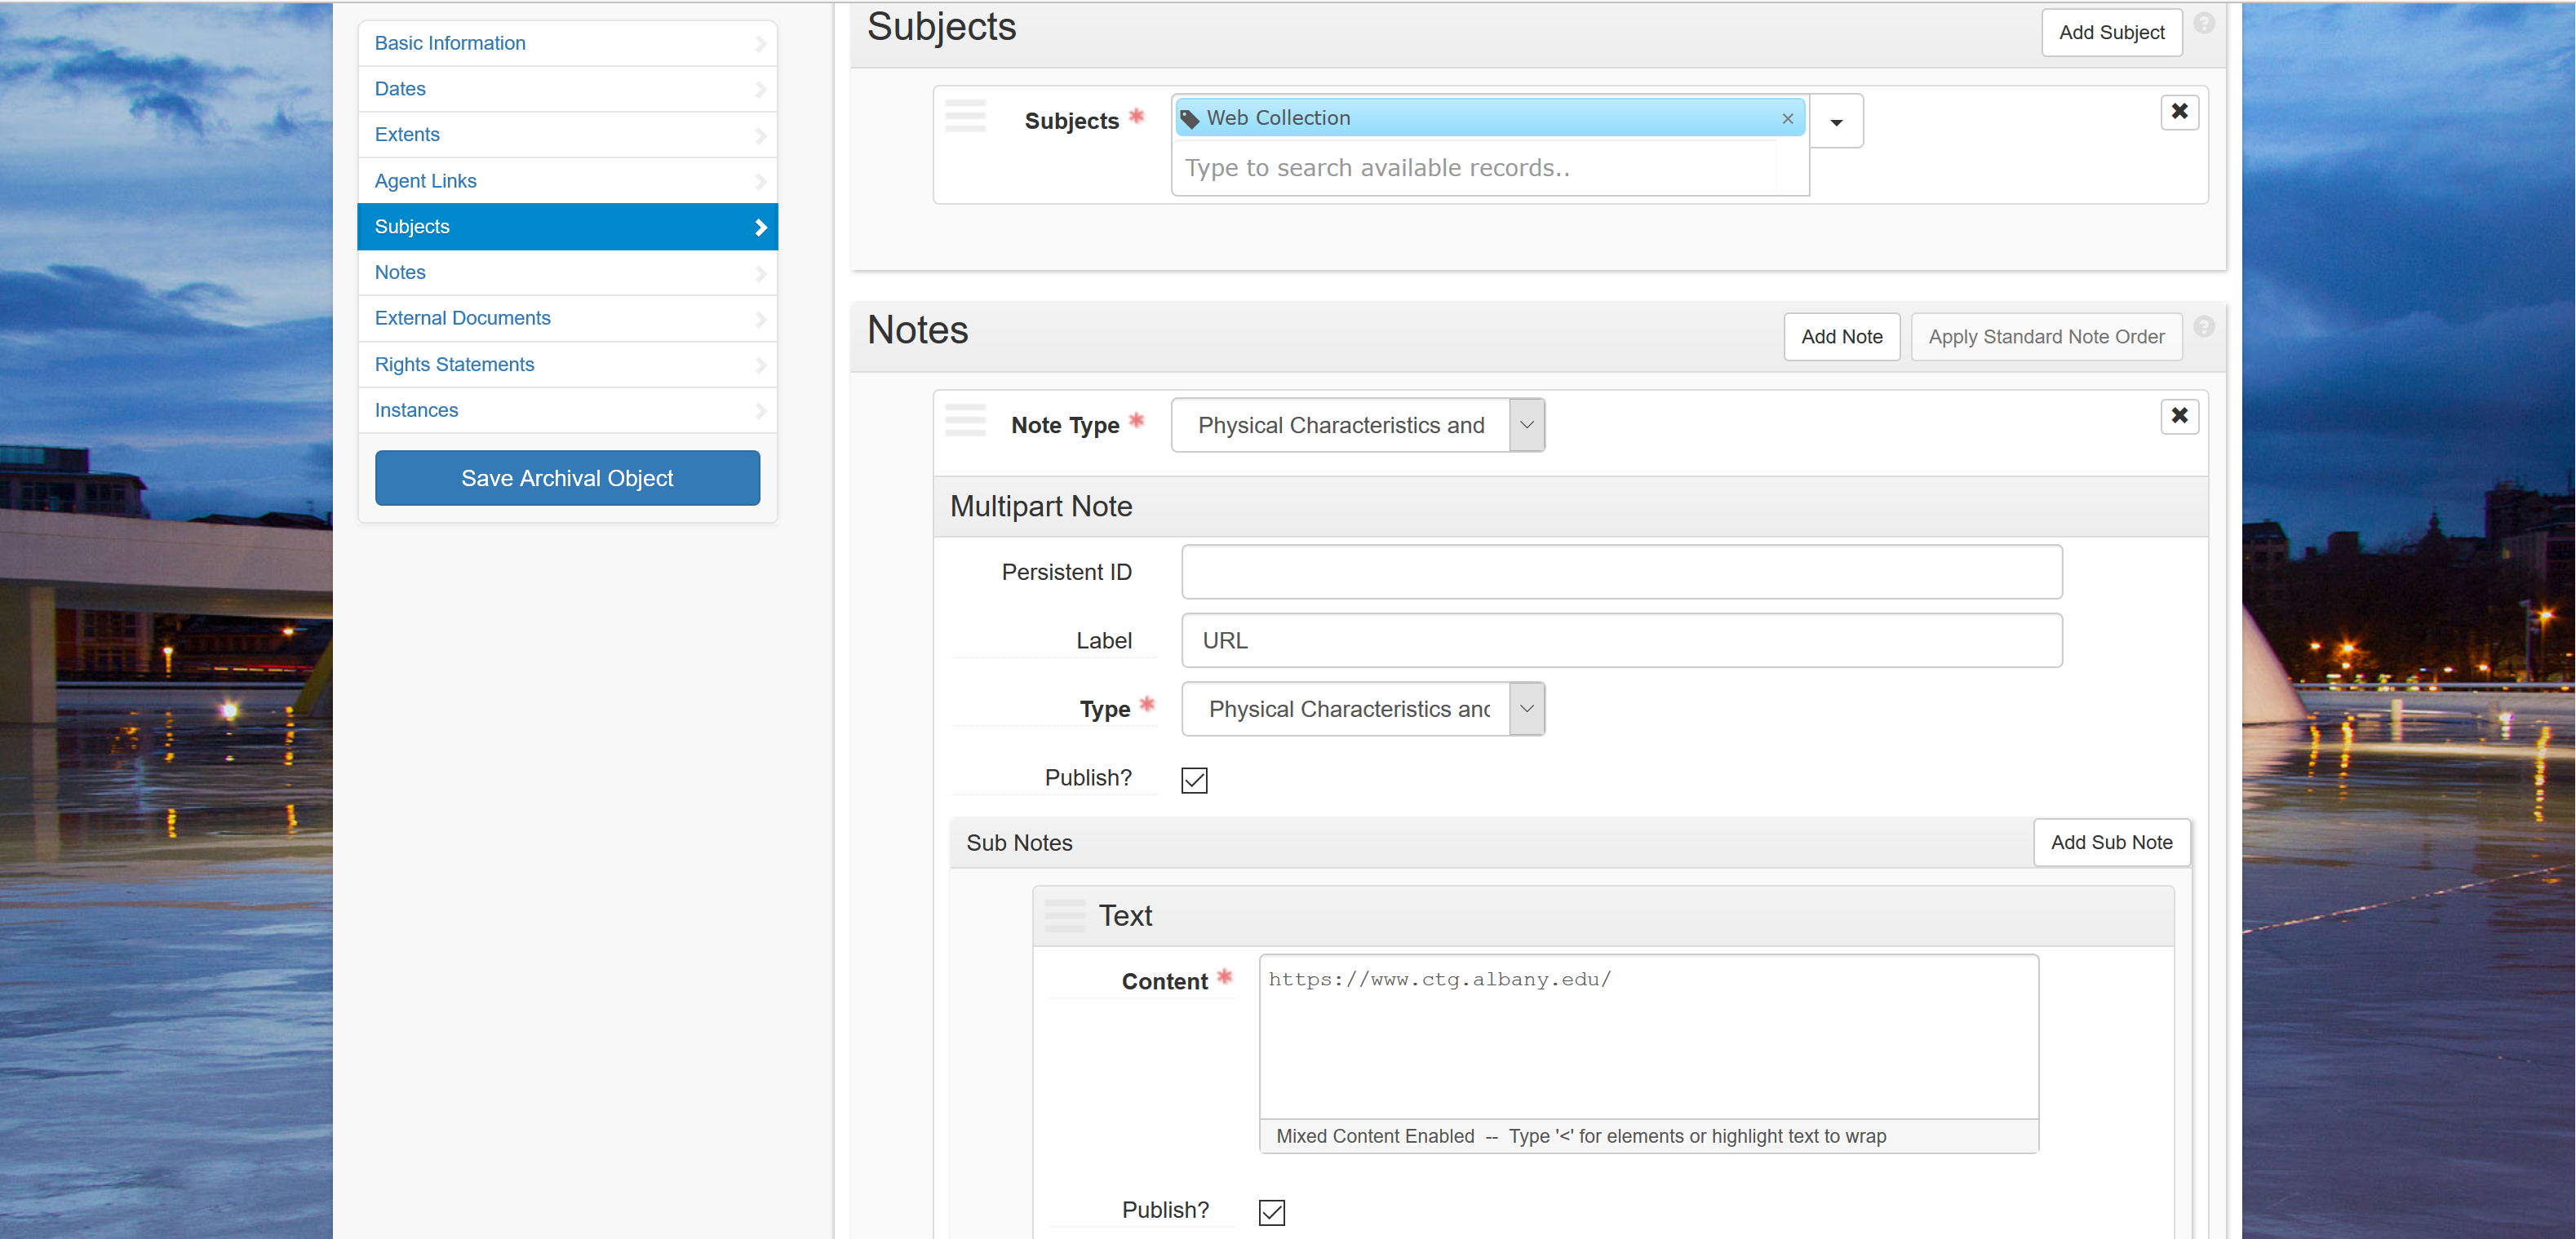 Basic Information
Dates
Extents
Agent Links
Subjects
Notes
External Documents
Rights Statements
Instances
Save Archival Object
Subjects
Add Subject
?
Subjects *
Web Collection ×
Type to search available records..
Notes
Add Note
Apply Standard Note Order
?
Note Type *
Physical Characteristics and
Multipart Note
Persistent ID
Label
URL
Type *
Physical Characteristics and
Publish?
Sub Notes
Add Sub Note
Text
Content *
https://www.ctg.albany.edu/
Mixed Content Enabled -- Type '<' for elements or highlight text to wrap
Publish?